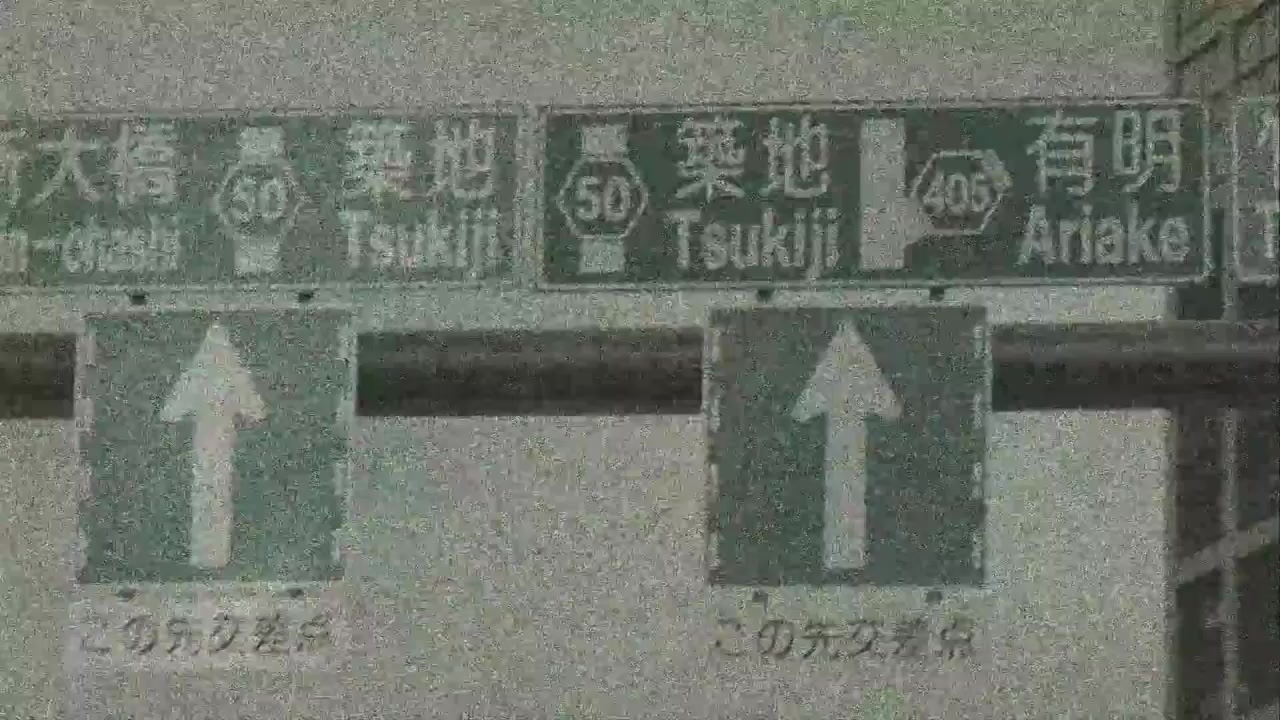 大橋 50 築地
ohashi Tsukiji
50 築地 405 有明
Tsukiji Ariake
この先交差点
この先交差点